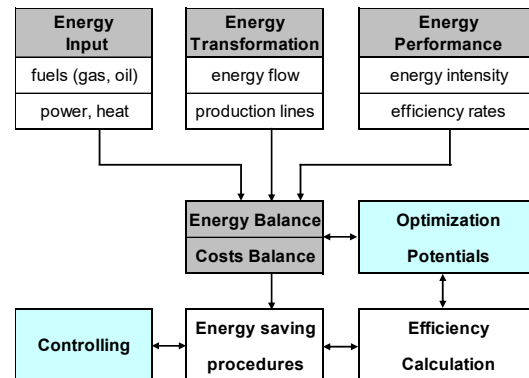 Energy
Input
fuels (gas, oil)
power, heat
Energy
Transformation
energy flow
production lines
Energy
Performance
energy intensity
efficiency rates
Energy Balance
Costs Balance
Optimization
Potentials
Controlling
Energy saving
procedures
Efficiency
Calculation